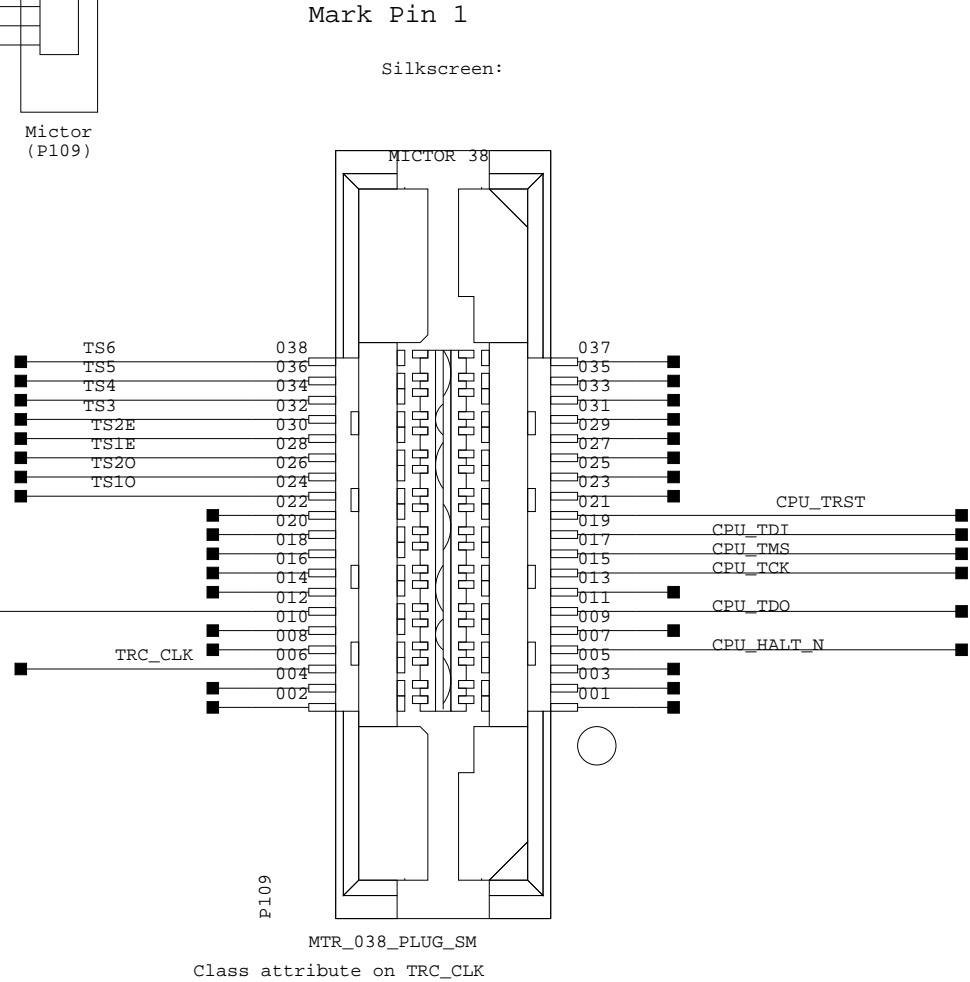 Mark Pin 1
Silkscreen:
Mictor
(P109)
MICTOR 38
TS6 038 037
TS5 036 035
TS4 034 033
TS3 032 031
TS2E 030 029
TS1E 028 027
TS2O 026 025
TS1O 024 023
022 021 CPU_TRST
020 019 CPU_TDI
018 017 CPU_TMS
016 015 CPU_TCK
014 013
012 011 CPU_TDO
010 009
008 007 CPU_HALT_N
TRC_CLK 006 005
004 003
002 001
P109
MTR_038_PLUG_SM
Class attribute on TRC_CLK